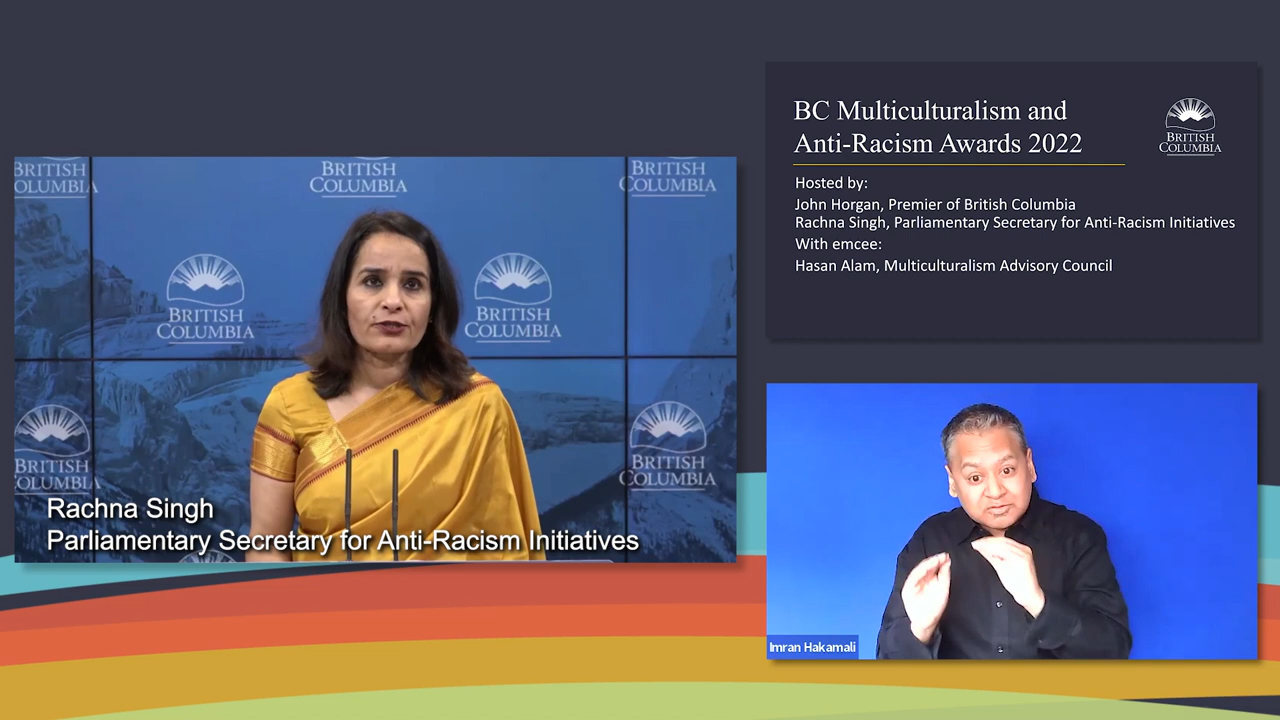 BRITISH
COLUMBIA
BRITISH
COLUMBIA
BRITISH
COLUMBIA
BRITISH
COLUMBIA
BRITISH
COLUMBIA
BRITISH
COLUMBIA
BRITISH
COLUMBIA
Rachna Singh
Parliamentary Secretary for Anti-Racism Initiatives
BC Multiculturalism and
Anti-Racism Awards 2022
BRITISH
COLUMBIA
Hosted by:
John Horgan, Premier of British Columbia
Rachna Singh, Parliamentary Secretary for Anti-Racism Initiatives
With emcee:
Hasan Alam, Multiculturalism Advisory Council
Imran Hakamali